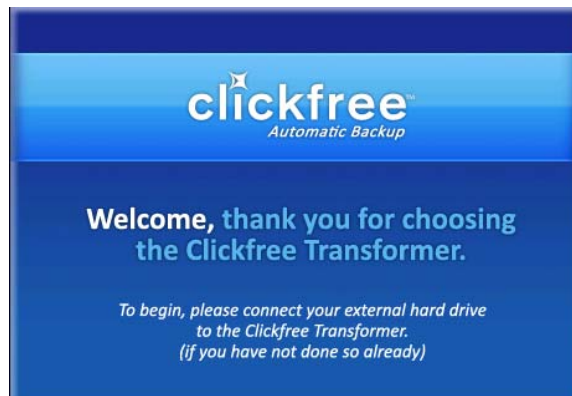 clickfree™
Automatic Backup
Welcome, thank you for choosing
the Clickfree Transformer.
To begin, please connect your external hard drive
to the Clickfree Transformer.
(if you have not done so already)